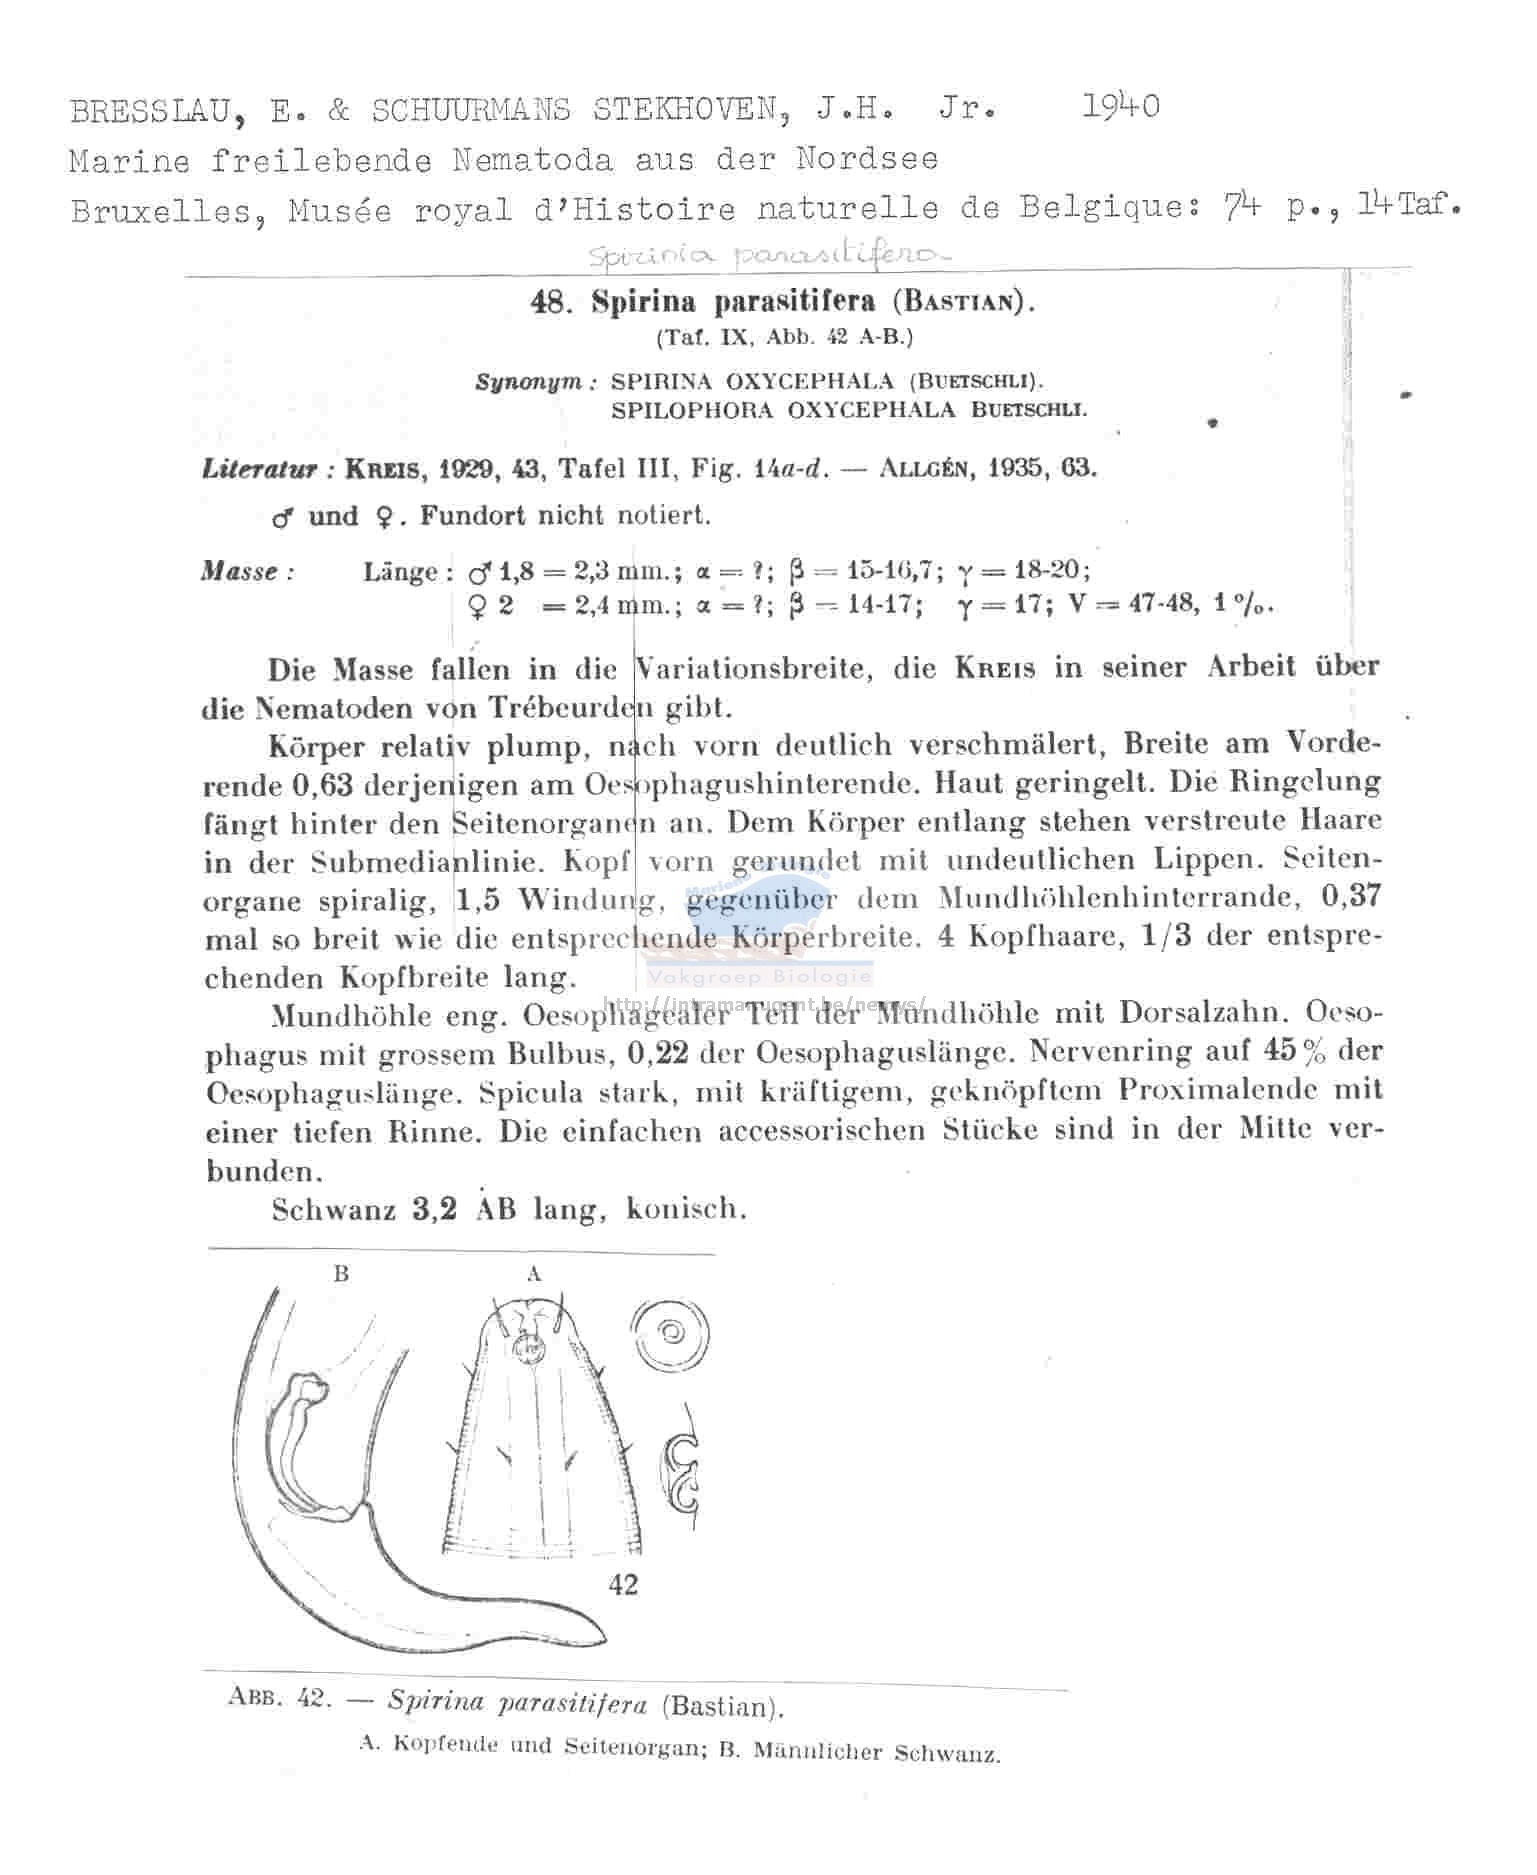 BRESSLAU, E. & SCHUURMANS STEKHOVEN, J.H. Jr. 1940
Marine freilebende Nematoda aus der Nordsee
Bruxelles, Musée royal d'Histoire naturelle de Belgique: 74 p., 14 Taf.
Spirinia parasitifera
48. Spirina parasitifera (BASTIAN).
(Taf. IX, Abb. 42 A-B.)
Synonym : SPIRINA OXYCEPHALA (BUETSCHLI).
SPILOPHORA OXYCEPHALA BUETSCHLI.
Literatur : KREIS, 1929, 43, Tafel III, Fig. 14a-d. — ALLGÉN, 1935, 63.
♂ und ♀. Fundort nicht notiert.
Masse : Länge : ♂ 1,8 = 2,3 mm.; α = ?; β = 15-16,7; γ = 18-20;
♀ 2 = 2,4 mm.; α = ?; β = 14-17; γ = 17; V = 47-48, 1 %.
Die Masse fallen in die Variationsbreite, die KREIS in seiner Arbeit über
die Nematoden von Trébeurden gibt.
Körper relativ plump, nach vorn deutlich verschmälert, Breite am Vorde-
rende 0,63 derjenigen am Oesophagushinterende. Haut geringelt. Die Ringelung
fängt hinter den Seitenorganen an. Dem Körper entlang stehen verstreute Haare
in der Submedianlinie. Kopf vorn gerundet mit undeutlichen Lippen. Seiten-
organe spiralig, 1,5 Windung, gegenüber dem Mundhöhlenhinterrande, 0,37
mal so breit wie die entsprechende Körperbreite. 4 Kopfhaare, 1/3 der entspre-
chenden Kopfbreite lang.
Vakgroep Biologie
http://intramar.ugent.be/nemys/
Mundhöhle eng. Oesophagealer Teil der Mundhöhle mit Dorsalzahn. Oeso-
phagus mit grossem Bulbus, 0,22 der Oesophaguslänge. Nervenring auf 45 % der
Oesophaguslänge. Spicula stark, mit kräftigem, geknöpftem Proximalende mit
einer tiefen Rinne. Die einfachen accessorischen Stücke sind in der Mitte ver-
bunden.
Schwanz 3,2 AB lang, konisch.
B A
42
ABB. 42. — Spirina parasitifera (Bastian).
A. Kopfende und Seitenorgan; B. Männlicher Schwanz.